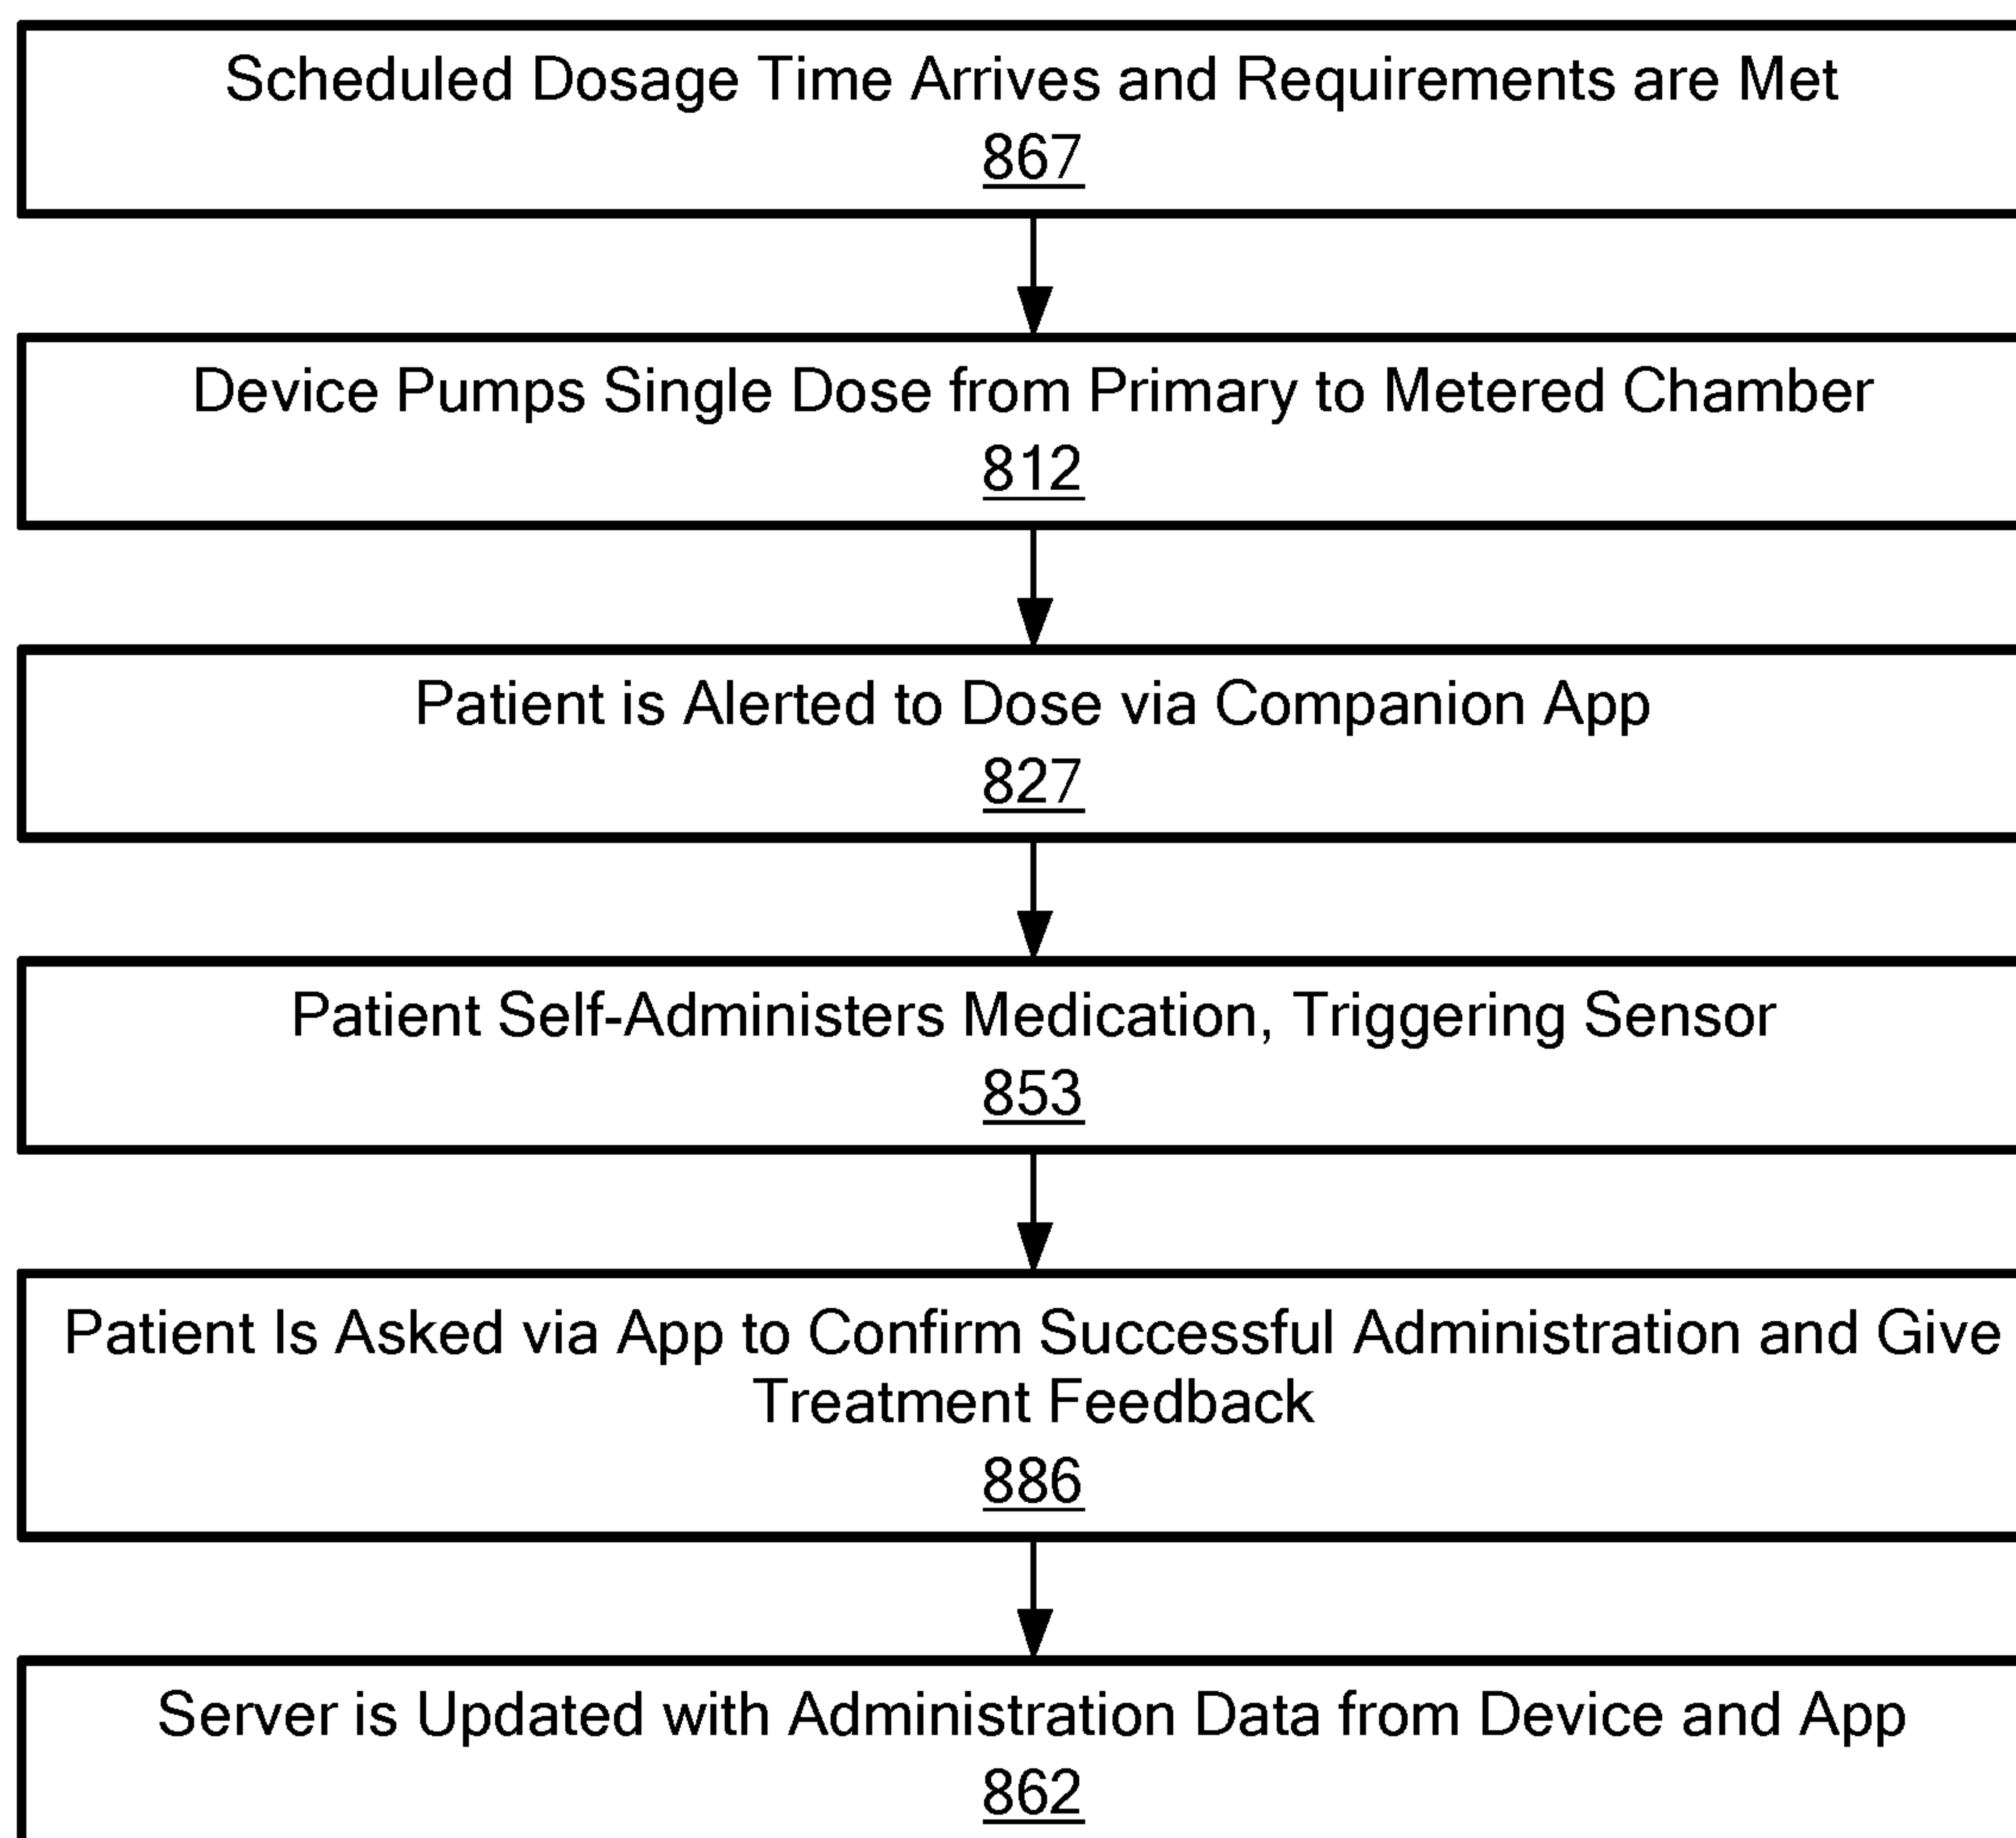 Scheduled Dosage Time Arrives and Requirements are Met
867
Device Pumps Single Dose from Primary to Metered Chamber
812
Patient is Alerted to Dose via Companion App
827
Patient Self-Administers Medication, Triggering Sensor
853
Patient Is Asked via App to Confirm Successful Administration and Give
Treatment Feedback
886
Server is Updated with Administration Data from Device and App
862